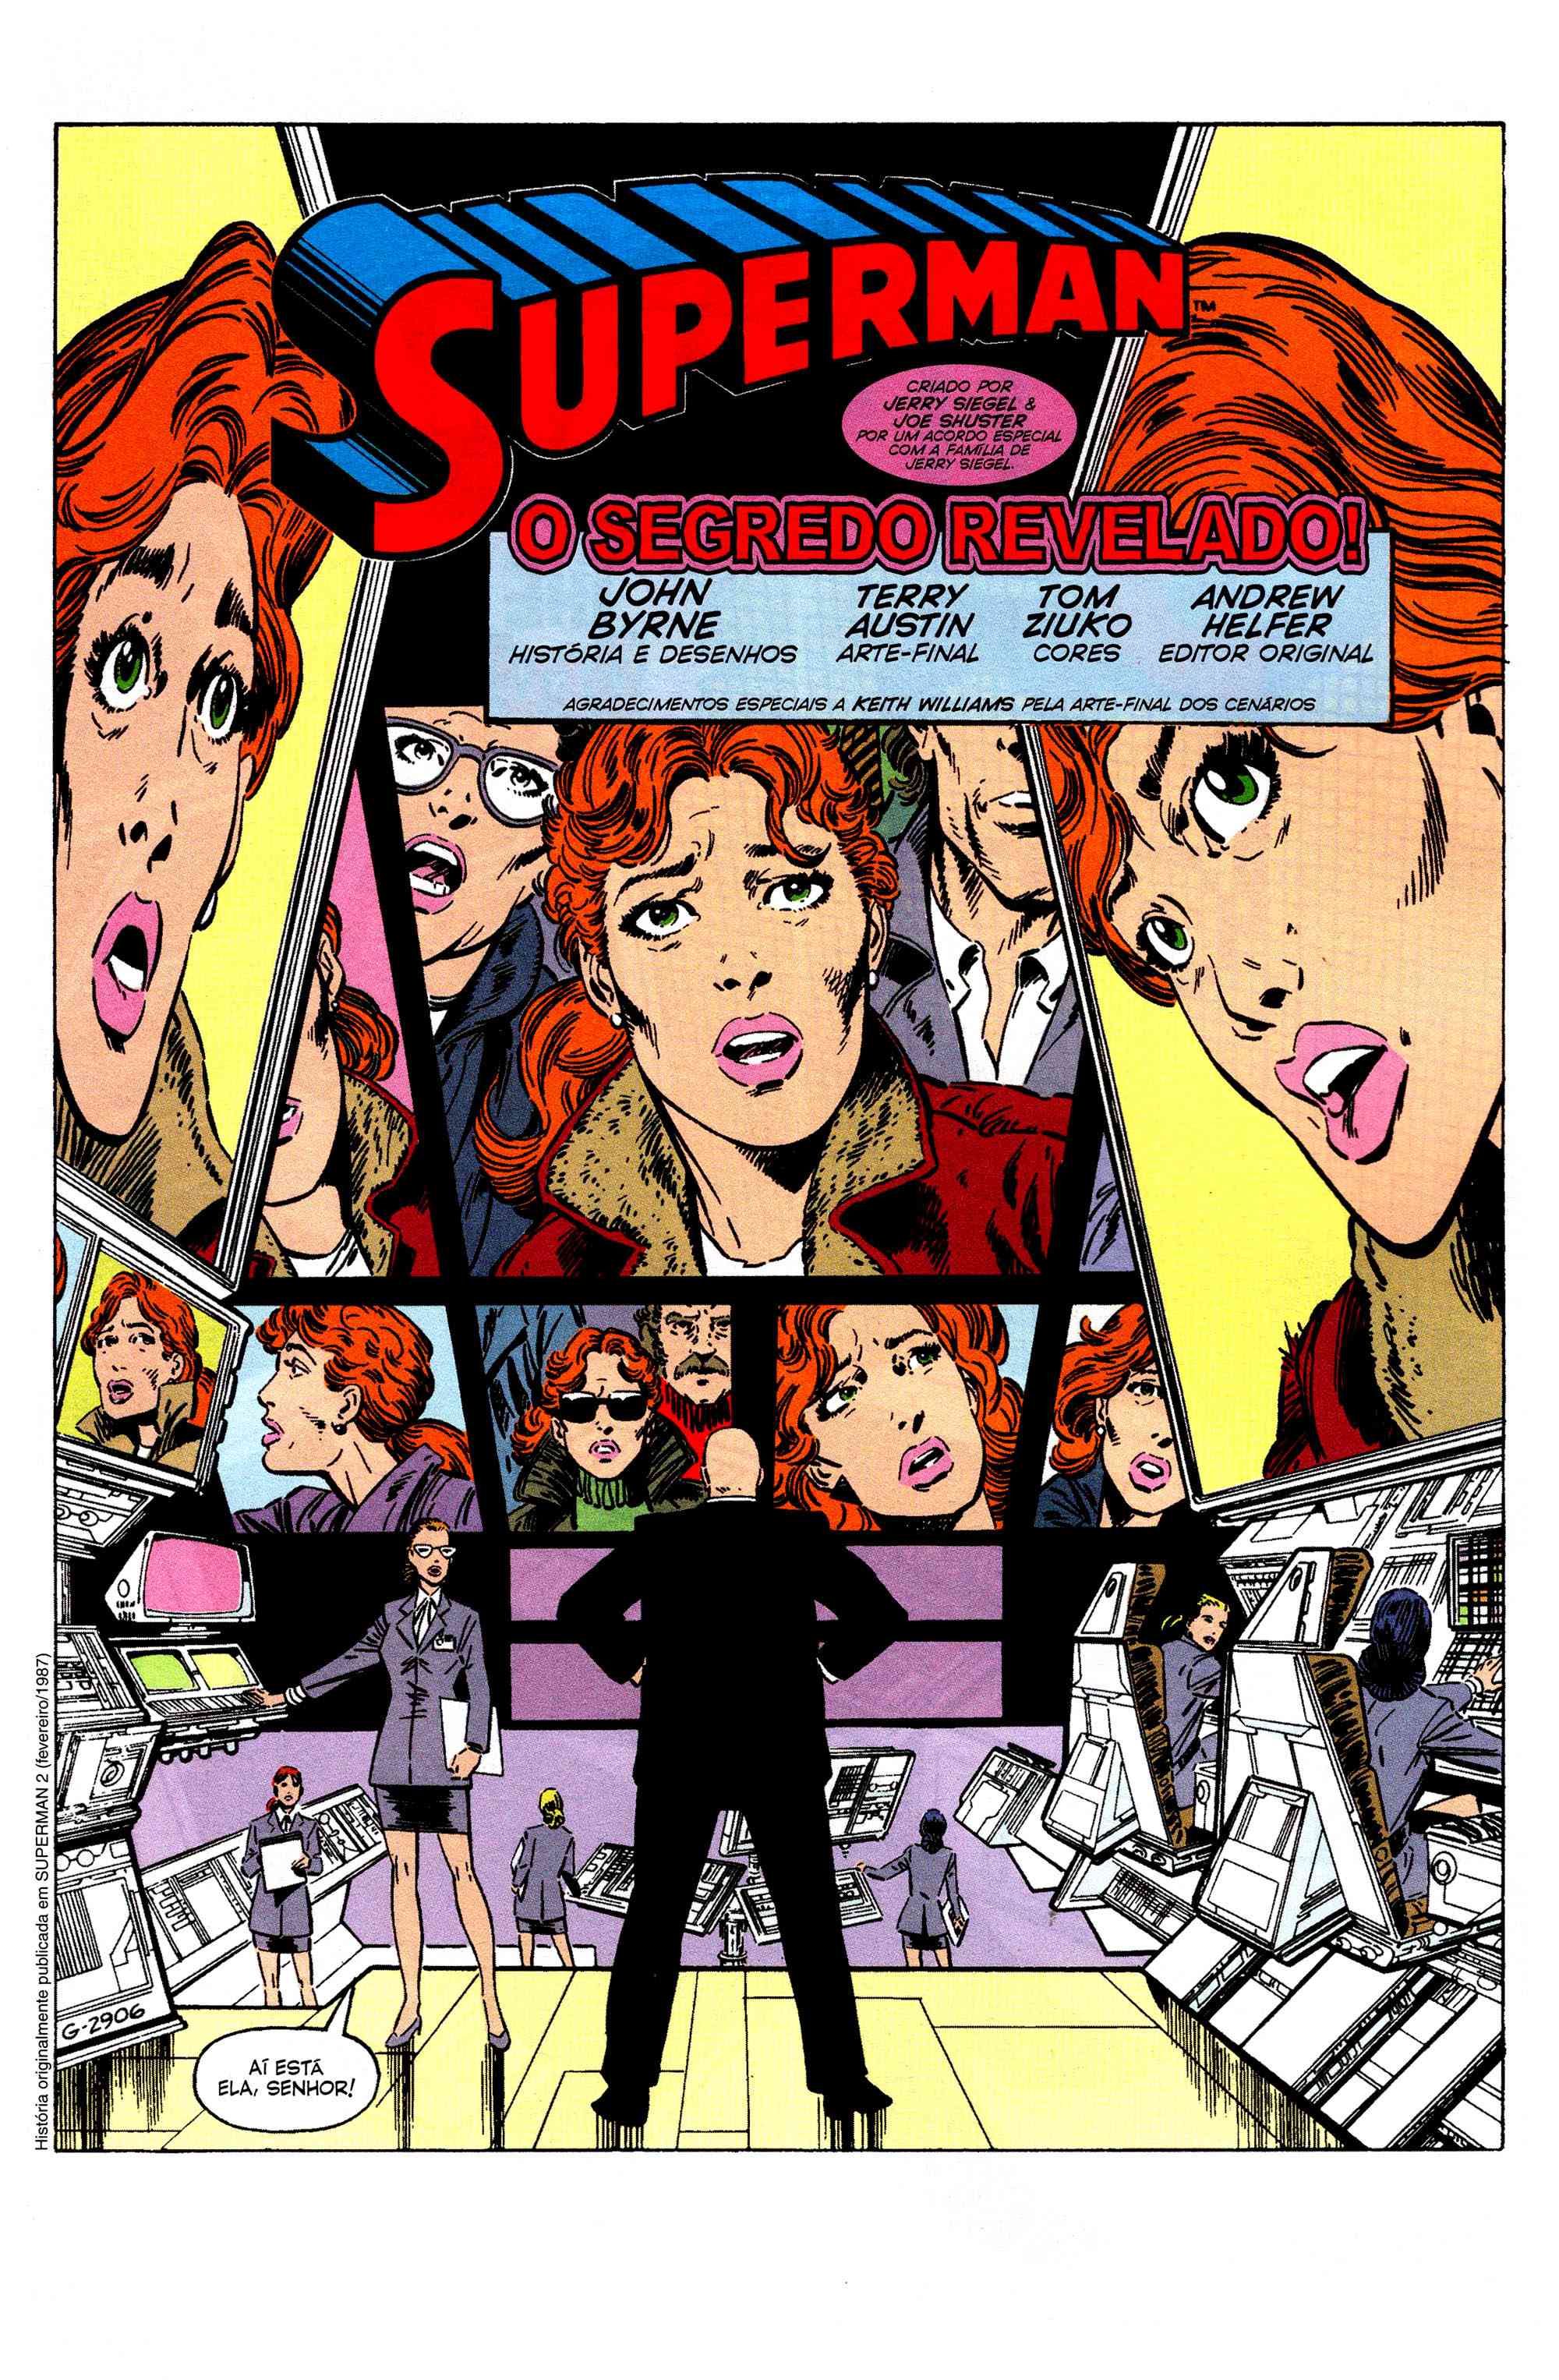 SUPERMAN™
CRIADO POR
JERRY SIEGEL &
JOE SHUSTER
POR UM ACORDO ESPECIAL
COM A FAMÍLIA DE
JERRY SIEGEL.
O SEGREDO REVELADO!
JOHN
BYRNE
HISTÓRIA E DESENHOS
TERRY
AUSTIN
ARTE-FINAL
TOM
ZIUKO
CORES
ANDREW
HELFER
EDITOR ORIGINAL
AGRADECIMENTOS ESPECIAIS A KEITH WILLIAMS PELA ARTE-FINAL DOS CENÁRIOS
História originalmente publicada em SUPERMAN 2 (fevereiro/1987)
G-2906
AÍ ESTÁ
ELA, SENHOR!